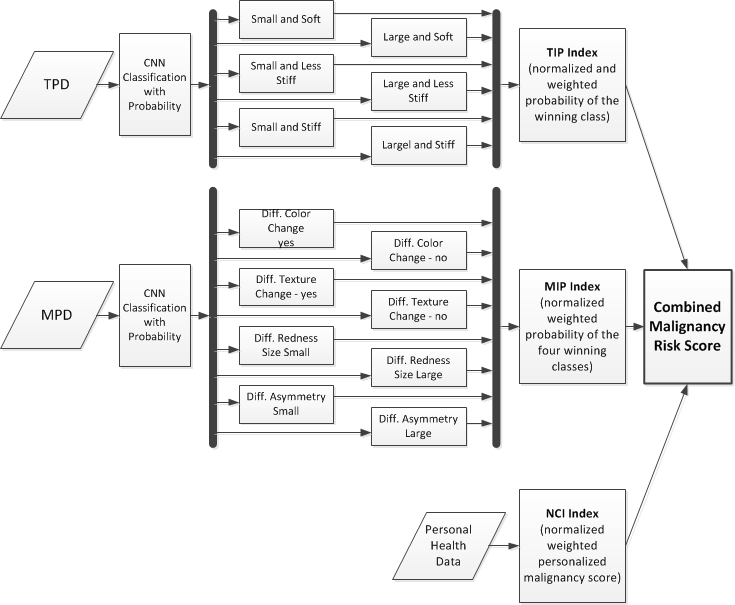 TPD
CNN
Classification
with
Probability
Small and Soft
Large and Soft
Small and Less
Stiff
Large and Less
Stiff
Small and Stiff
Largel and Stiff
TIP Index
(normalized and
weighted
probability of the
winning class)
MPD
CNN
Classification
with
Probability
Diff. Color
Change
yes
Diff. Color
Change - no
Diff. Texture
Change - yes
Diff. Texture
Change - no
Diff. Redness
Size Small
Diff. Redness
Size Large
Diff. Asymmetry
Small
Diff. Asymmetry
Large
MIP Index
(normalized
weighted
probability of the
four winning
classes)
Combined
Malignancy
Risk Score
Personal
Health
Data
NCI Index
(normalized
weighted
personalized
malignancy score)